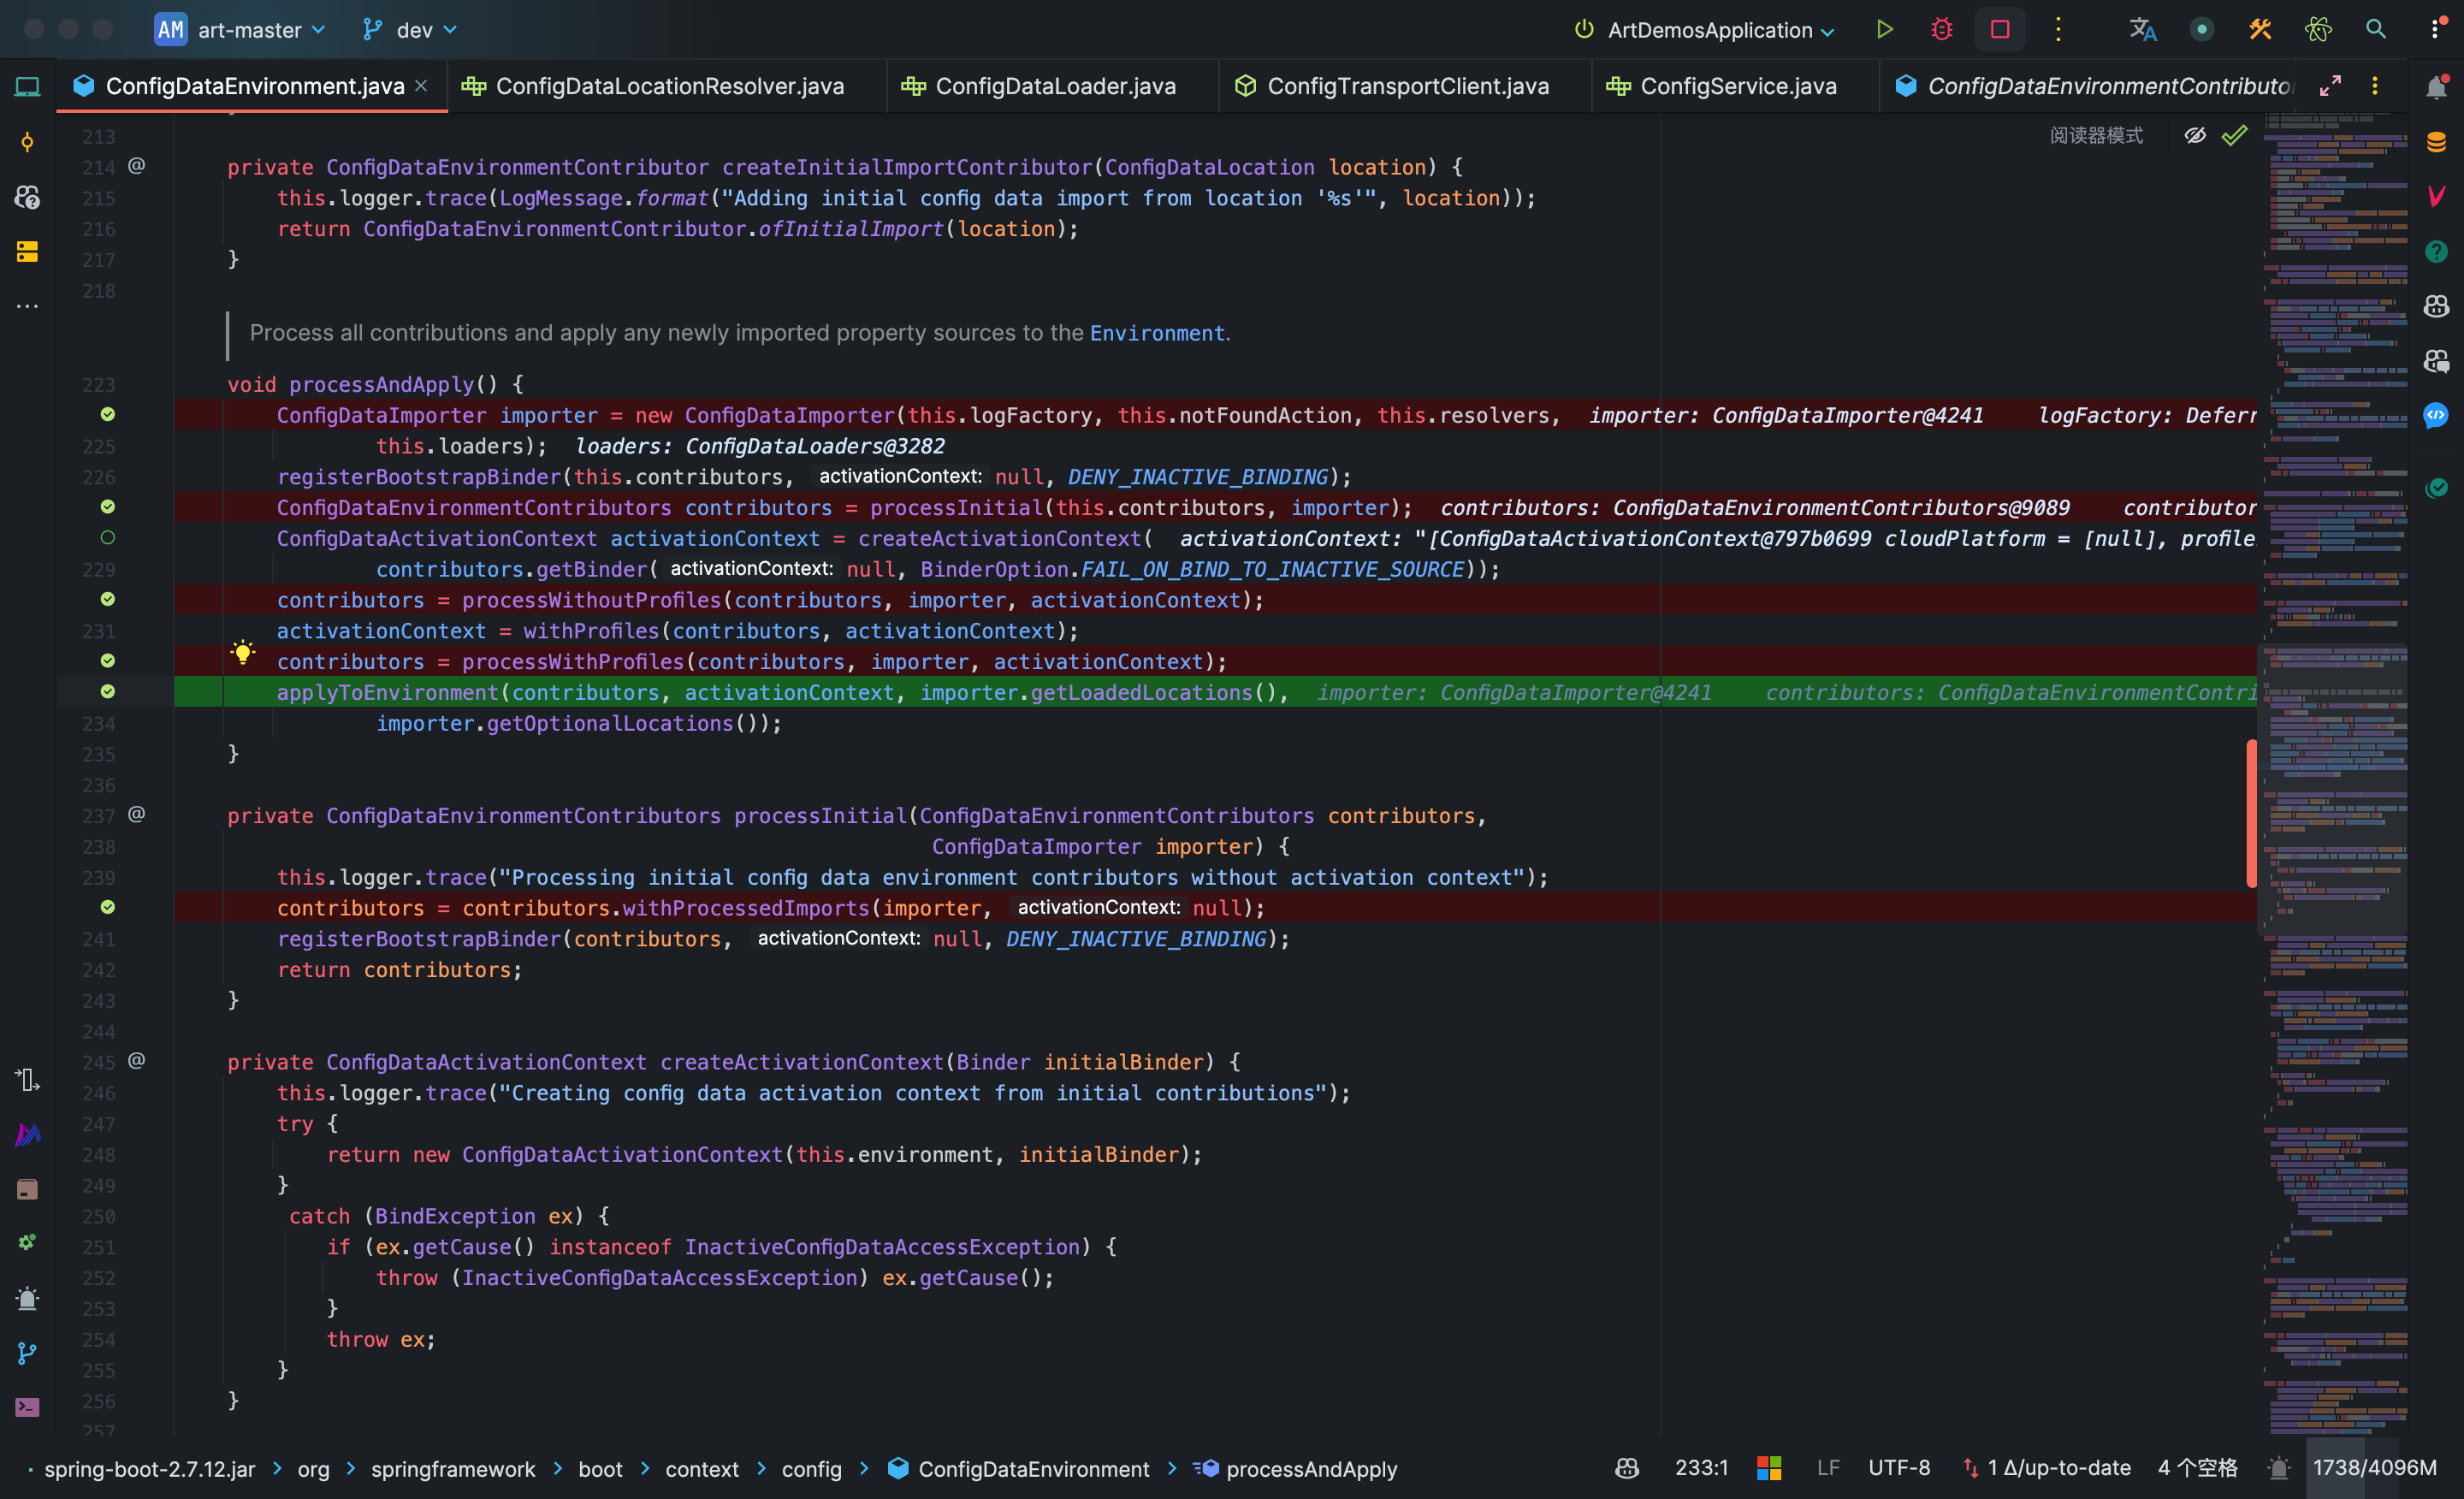 AM art-master dev ArtDemosApplication
ConfigDataEnvironment.java ConfigDataLocationResolver.java ConfigDataLoader.java ConfigTransportClient.java ConfigService.java ConfigDataEnvironmentContributo
阅读器模式
213
214 @ private ConfigDataEnvironmentContributor createInitialImportContributor(ConfigDataLocation location) {
215 this.logger.trace(LogMessage.format("Adding initial config data import from location '%s'", location));
216 return ConfigDataEnvironmentContributor.ofInitialImport(location);
217 }
218
Process all contributions and apply any newly imported property sources to the Environment.
223 void processAndApply() {
ConfigDataImporter importer = new ConfigDataImporter(this.logFactory, this.notFoundAction, this.resolvers, importer: ConfigDataImporter@4241 logFactory: Deferr
225 this.loaders); loaders: ConfigDataLoaders@3282
226 registerBootstrapBinder(this.contributors, activationContext: null, DENY_INACTIVE_BINDING);
ConfigDataEnvironmentContributors contributors = processInitial(this.contributors, importer); contributors: ConfigDataEnvironmentContributors@9089 contributor
ConfigDataActivationContext activationContext = createActivationContext( activationContext: "[ConfigDataActivationContext@797b0699 cloudPlatform = [null], profile
229 contributors.getBinder( activationContext: null, BinderOption.FAIL_ON_BIND_TO_INACTIVE_SOURCE));
contributors = processWithoutProfiles(contributors, importer, activationContext);
231 activationContext = withProfiles(contributors, activationContext);
contributors = processWithProfiles(contributors, importer, activationContext);
applyToEnvironment(contributors, activationContext, importer.getLoadedLocations(), importer: ConfigDataImporter@4241 contributors: ConfigDataEnvironmentContri
234 importer.getOptionalLocations());
235 }
236
237 @ private ConfigDataEnvironmentContributors processInitial(ConfigDataEnvironmentContributors contributors,
238 ConfigDataImporter importer) {
239 this.logger.trace("Processing initial config data environment contributors without activation context");
contributors = contributors.withProcessedImports(importer, activationContext: null);
241 registerBootstrapBinder(contributors, activationContext: null, DENY_INACTIVE_BINDING);
242 return contributors;
243 }
244
245 @ private ConfigDataActivationContext createActivationContext(Binder initialBinder) {
246 this.logger.trace("Creating config data activation context from initial contributions");
247 try {
248 return new ConfigDataActivationContext(this.environment, initialBinder);
249 }
250 catch (BindException ex) {
251 if (ex.getCause() instanceof InactiveConfigDataAccessException) {
252 throw (InactiveConfigDataAccessException) ex.getCause();
253 }
254 throw ex;
255 }
256 }
257
spring-boot-2.7.12.jar > org > springframework > boot > context > config > ConfigDataEnvironment > processAndApply 233:1 LF UTF-8 1 Δ/up-to-date 4 个空格 1738/4096M